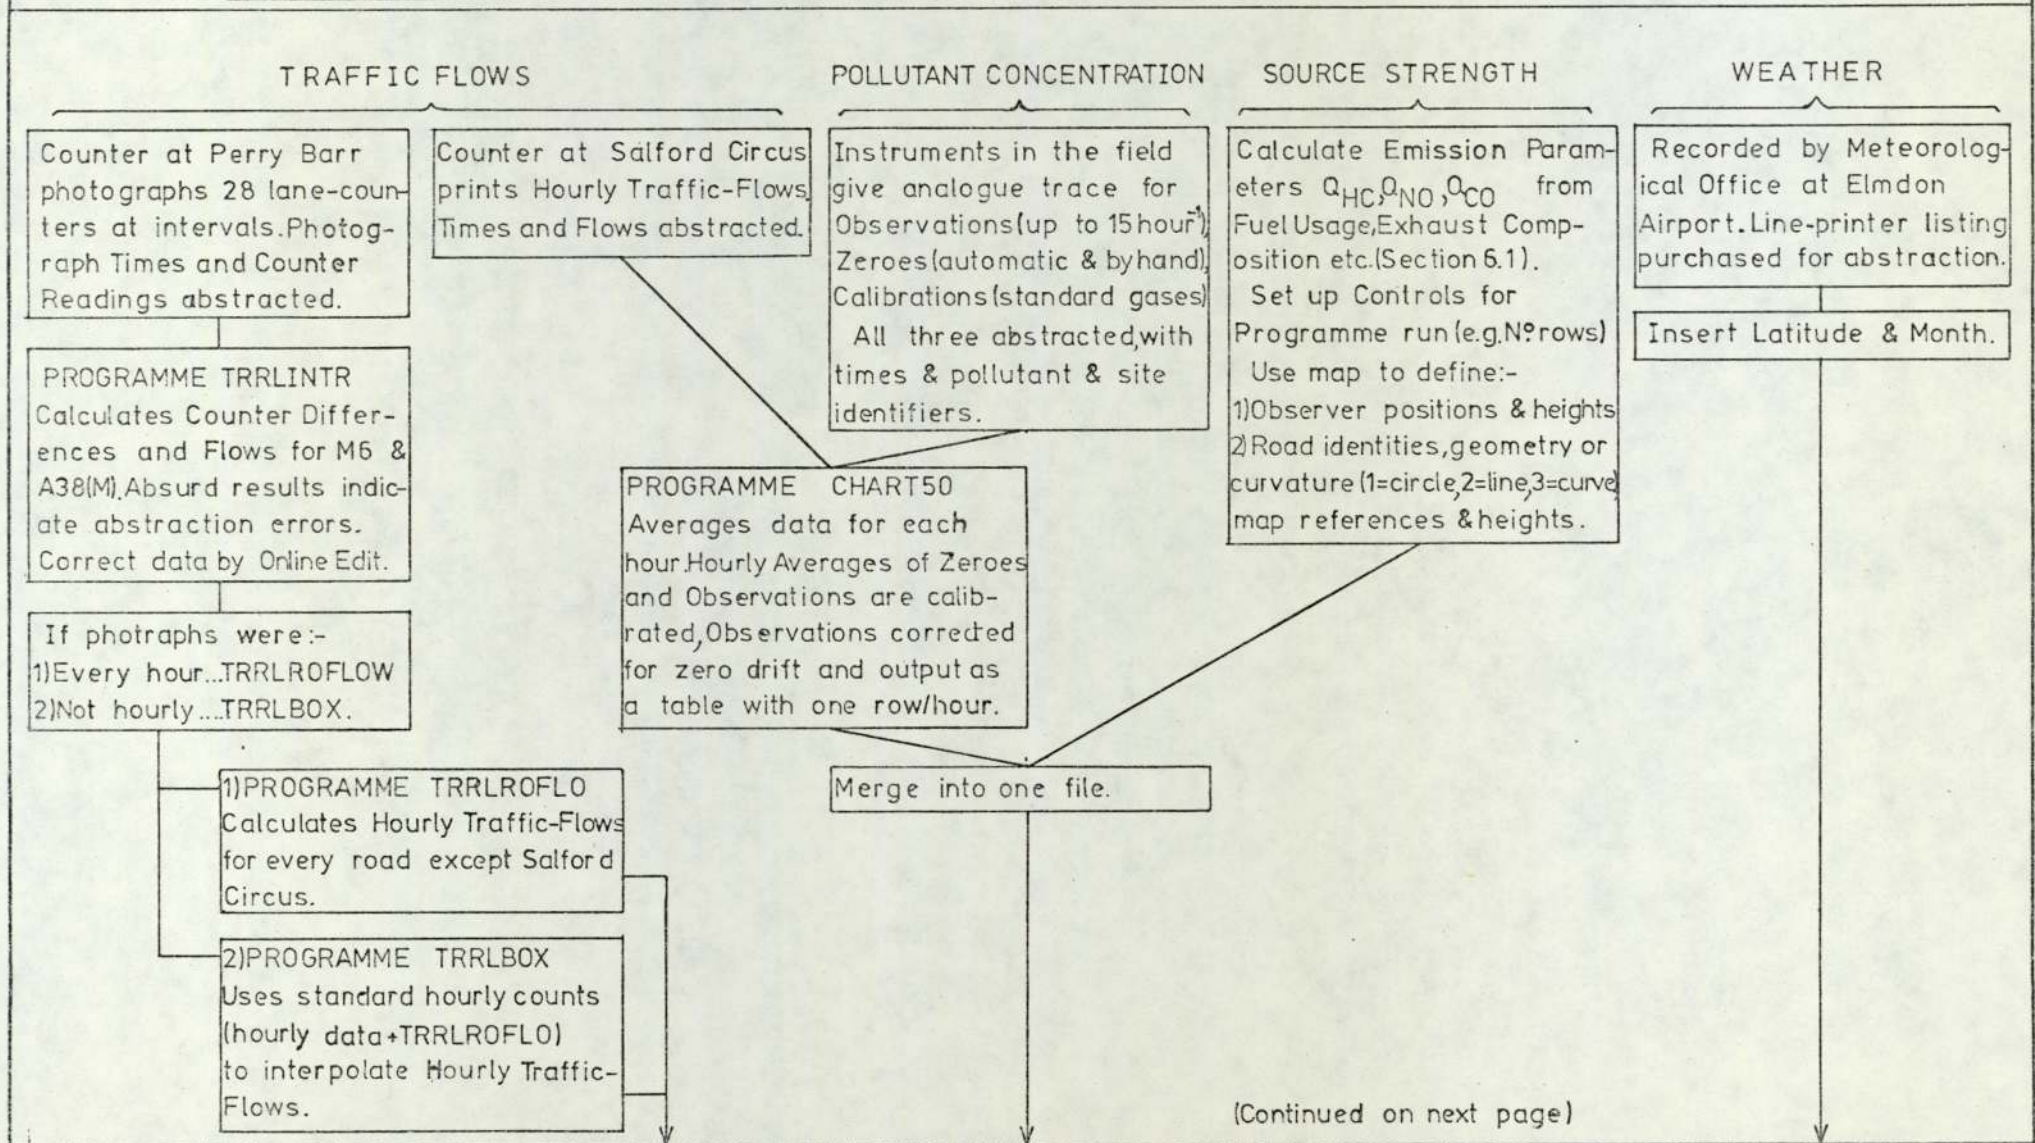 TRAFFIC FLOWS
Counter at Perry Barr
photographs 28 lane-coun-
ters at intervals.Photog-
raph Times and Counter
Readings abstracted.
Counter at Salford Circus
prints Hourly Traffic-Flows.
Times and Flows abstracted.
PROGRAMME TRRLINTR
Calculates Counter Differ-
ences and Flows for M6 &
A38(M).Absurd results indic-
ate abstraction errors.
Correct data by Online Edit.
If photraphs were:-
1)Every hour...TRRLROFLOW
2)Not hourly....TRRLBOX.
1)PROGRAMME TRRLROFLO
Calculates Hourly Traffic-Flows
for every road except Salford
Circus.
2)PROGRAMME TRRLBOX
Uses standard hourly counts
(hourly data+TRRLROFLO)
to interpolate Hourly Traffic-
Flows.
POLLUTANT CONCENTRATION
Instruments in the field
give analogue trace for
Observations(up to 15hour⁻¹),
Zeroes(automatic & by hand),
Calibrations(standard gases)
All three abstracted,with
times & pollutant & site
identifiers.
PROGRAMME CHART50
Averages data for each
hour.Hourly Averages of Zeroes
and Observations are calib-
rated,Observations corrected
for zero drift and output as
a table with one row/hour.
SOURCE STRENGTH
Calculate Emission Param-
eters QHC,QNO,QCO from
Fuel Usage,Exhaust Comp-
osition etc.(Section 6.1).
Set up Controls for
Programme run(e.g.Nº rows)
Use map to define:-
1)Observer positions & heights
2)Road identities,geometry or
curvature(1=circle,2=line,3=curve)
map references & heights.
Merge into one file.
WEATHER
Recorded by Meteorolog-
ical Office at Elmdon
Airport.Line-printer listing
purchased for abstraction.
Insert Latitude & Month.
(Continued on next page)